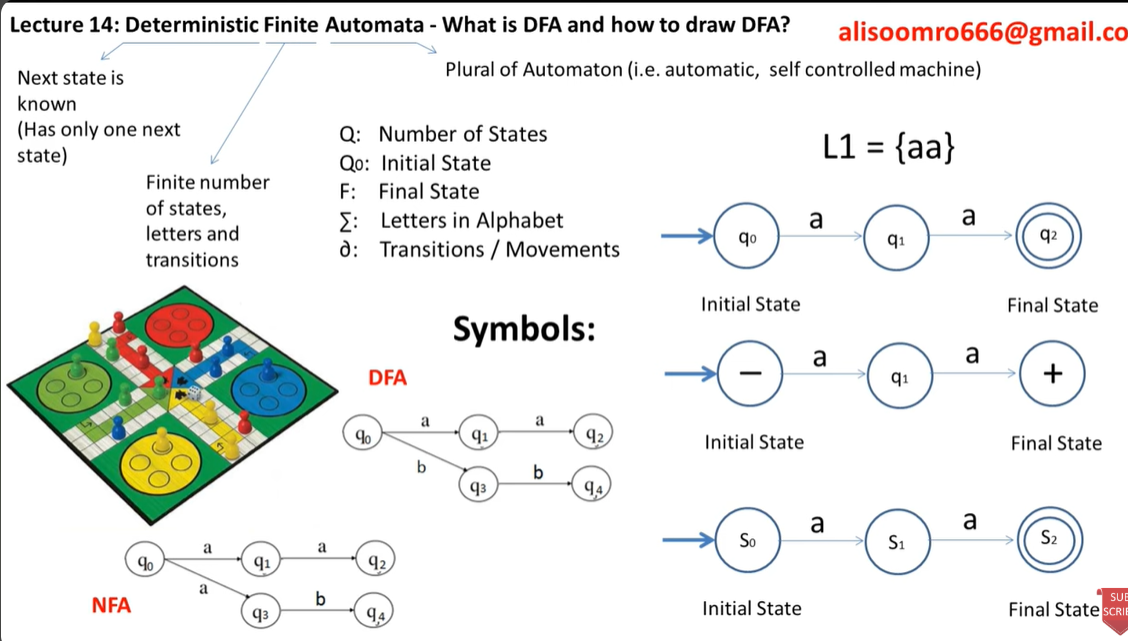 Lecture 14: Deterministic Finite Automata - What is DFA and how to draw DFA?
alisoomro666@gmail.co
Plural of Automaton (i.e. automatic, self controlled machine)
Next state is
known
(Has only one next
state)
Finite number
of states,
letters and
transitions
Q: Number of States
Q0: Initial State
F: Final State
∑: Letters in Alphabet
∂: Transitions / Movements
L1 = {aa}
q0 a q1 a q2
Initial State Final State
Symbols:
− a q1 a +
Initial State Final State
DFA
q0 a q1 a q2
b q3 b q4
S0 a S1 a S2
Initial State Final State
NFA
q0 a q1 a q2
a q3 b q4
SUB
SCRIB